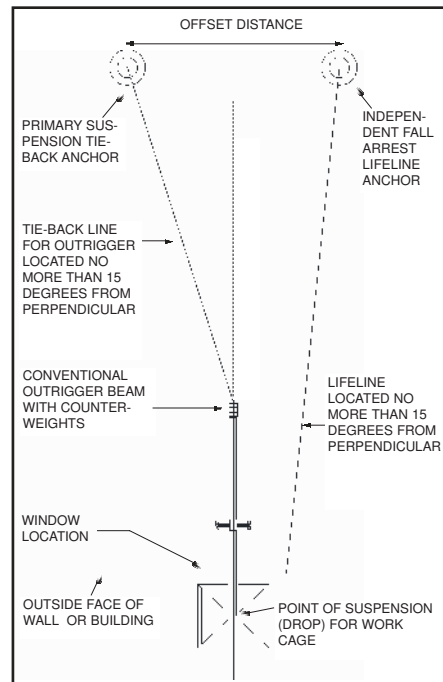 OFFSET DISTANCE
PRIMARY SUS-
PENSION TIE-
BACK ANCHOR
INDEPEN-
DENT FALL
ARREST
LIFELINE
ANCHOR
TIE-BACK LINE
FOR OUTRIGGER
LOCATED NO
MORE THAN 15
DEGREES FROM
PERPENDICULAR
CONVENTIONAL
OUTRIGGER BEAM
WITH COUNTER-
WEIGHTS
LIFELINE
LOCATED NO
MORE THAN 15
DEGREES FROM
PERPENDICULAR
WINDOW
LOCATION
OUTSIDE FACE OF
WALL OR BUILDING
POINT OF SUSPENSION
(DROP) FOR WORK
CAGE